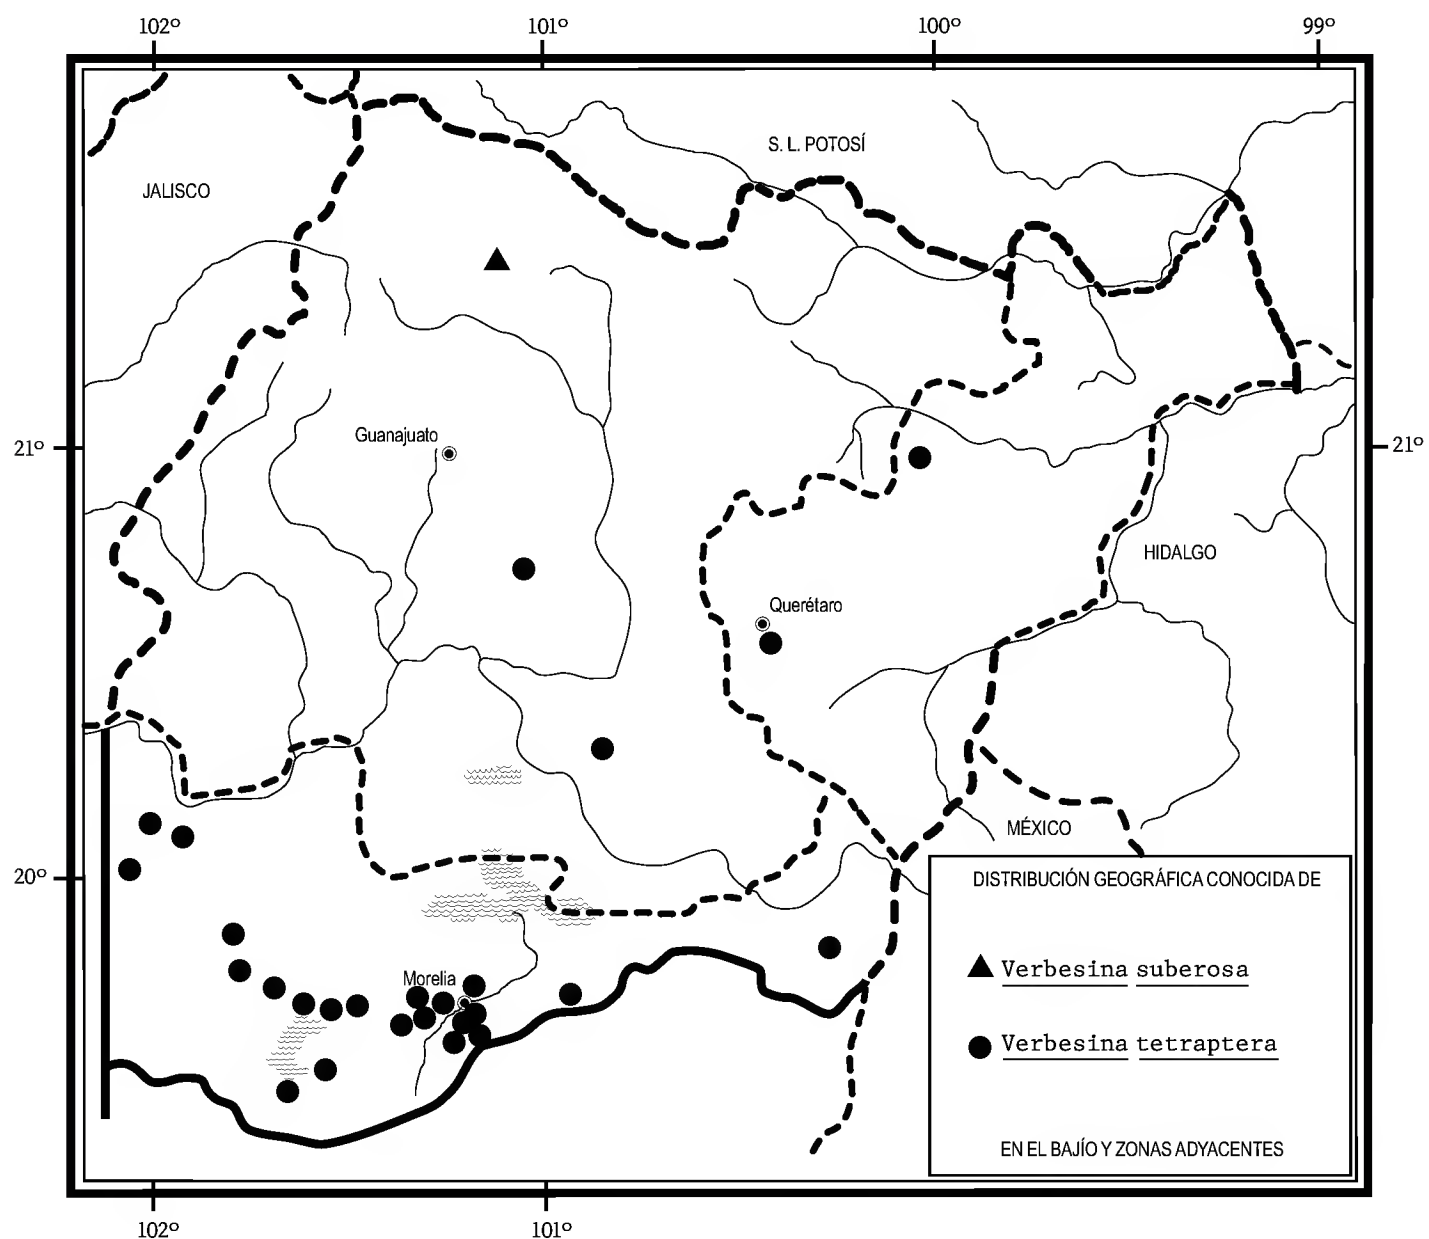 102º 101º 100º 99º
S. L. POTOSÍ
JALISCO
Guanajuato
21º 21º
HIDALGO
Querétaro
MÉXICO
20º
DISTRIBUCIÓN GEOGRÁFICA CONOCIDA DE
Verbesina suberosa
Morelia
Verbesina tetraptera
EN EL BAJÍO Y ZONAS ADYACENTES
102º 101º